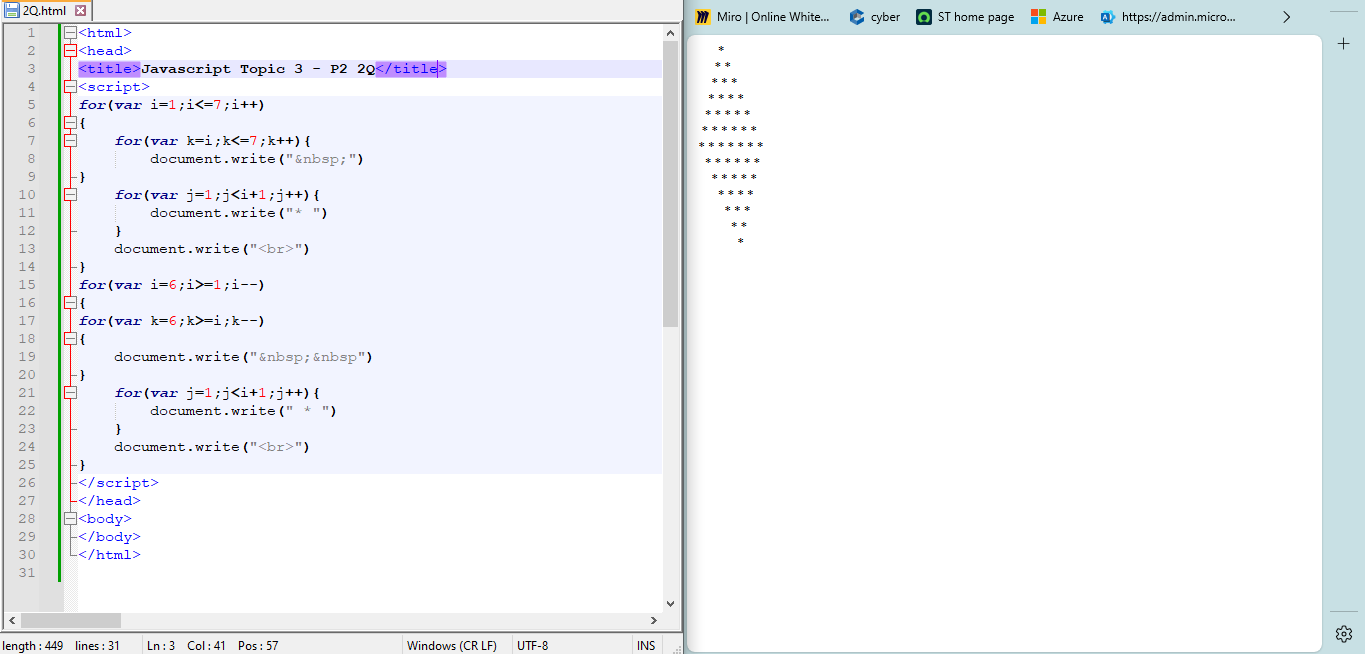 2Q.html
1 <html>
2 <head>
3 <title>Javascript Topic 3 - P2 2Q</title>
4 <script>
5 for(var i=1;i<=7;i++)
6 {
7     for(var k=i;k<=7;k++){
8         document.write("&nbsp;")
9 }
10     for(var j=1;j<i+1;j++){
11         document.write("* ")
12     }
13     document.write("<br>")
14 }
15 for(var i=6;i>=1;i--)
16 {
17 for(var k=6;k>=i;k--)
18 {
19     document.write("&nbsp;&nbsp")
20 }
21     for(var j=1;j<i+1;j++){
22         document.write(" * ")
23     }
24     document.write("<br>")
25 }
26 </script>
27 </head>
28 <body>
29 </body>
30 </html>
31
length : 449 lines : 31 Ln : 3 Col : 41 Pos : 57 Windows (CR LF) UTF-8 INS
Miro | Online White... cyber ST home page Azure https://admin.micro...
*
* *
* * *
* * * *
* * * * *
* * * * * *
* * * * * * *
* * * * * *
* * * * *
* * * *
* * *
* *
*